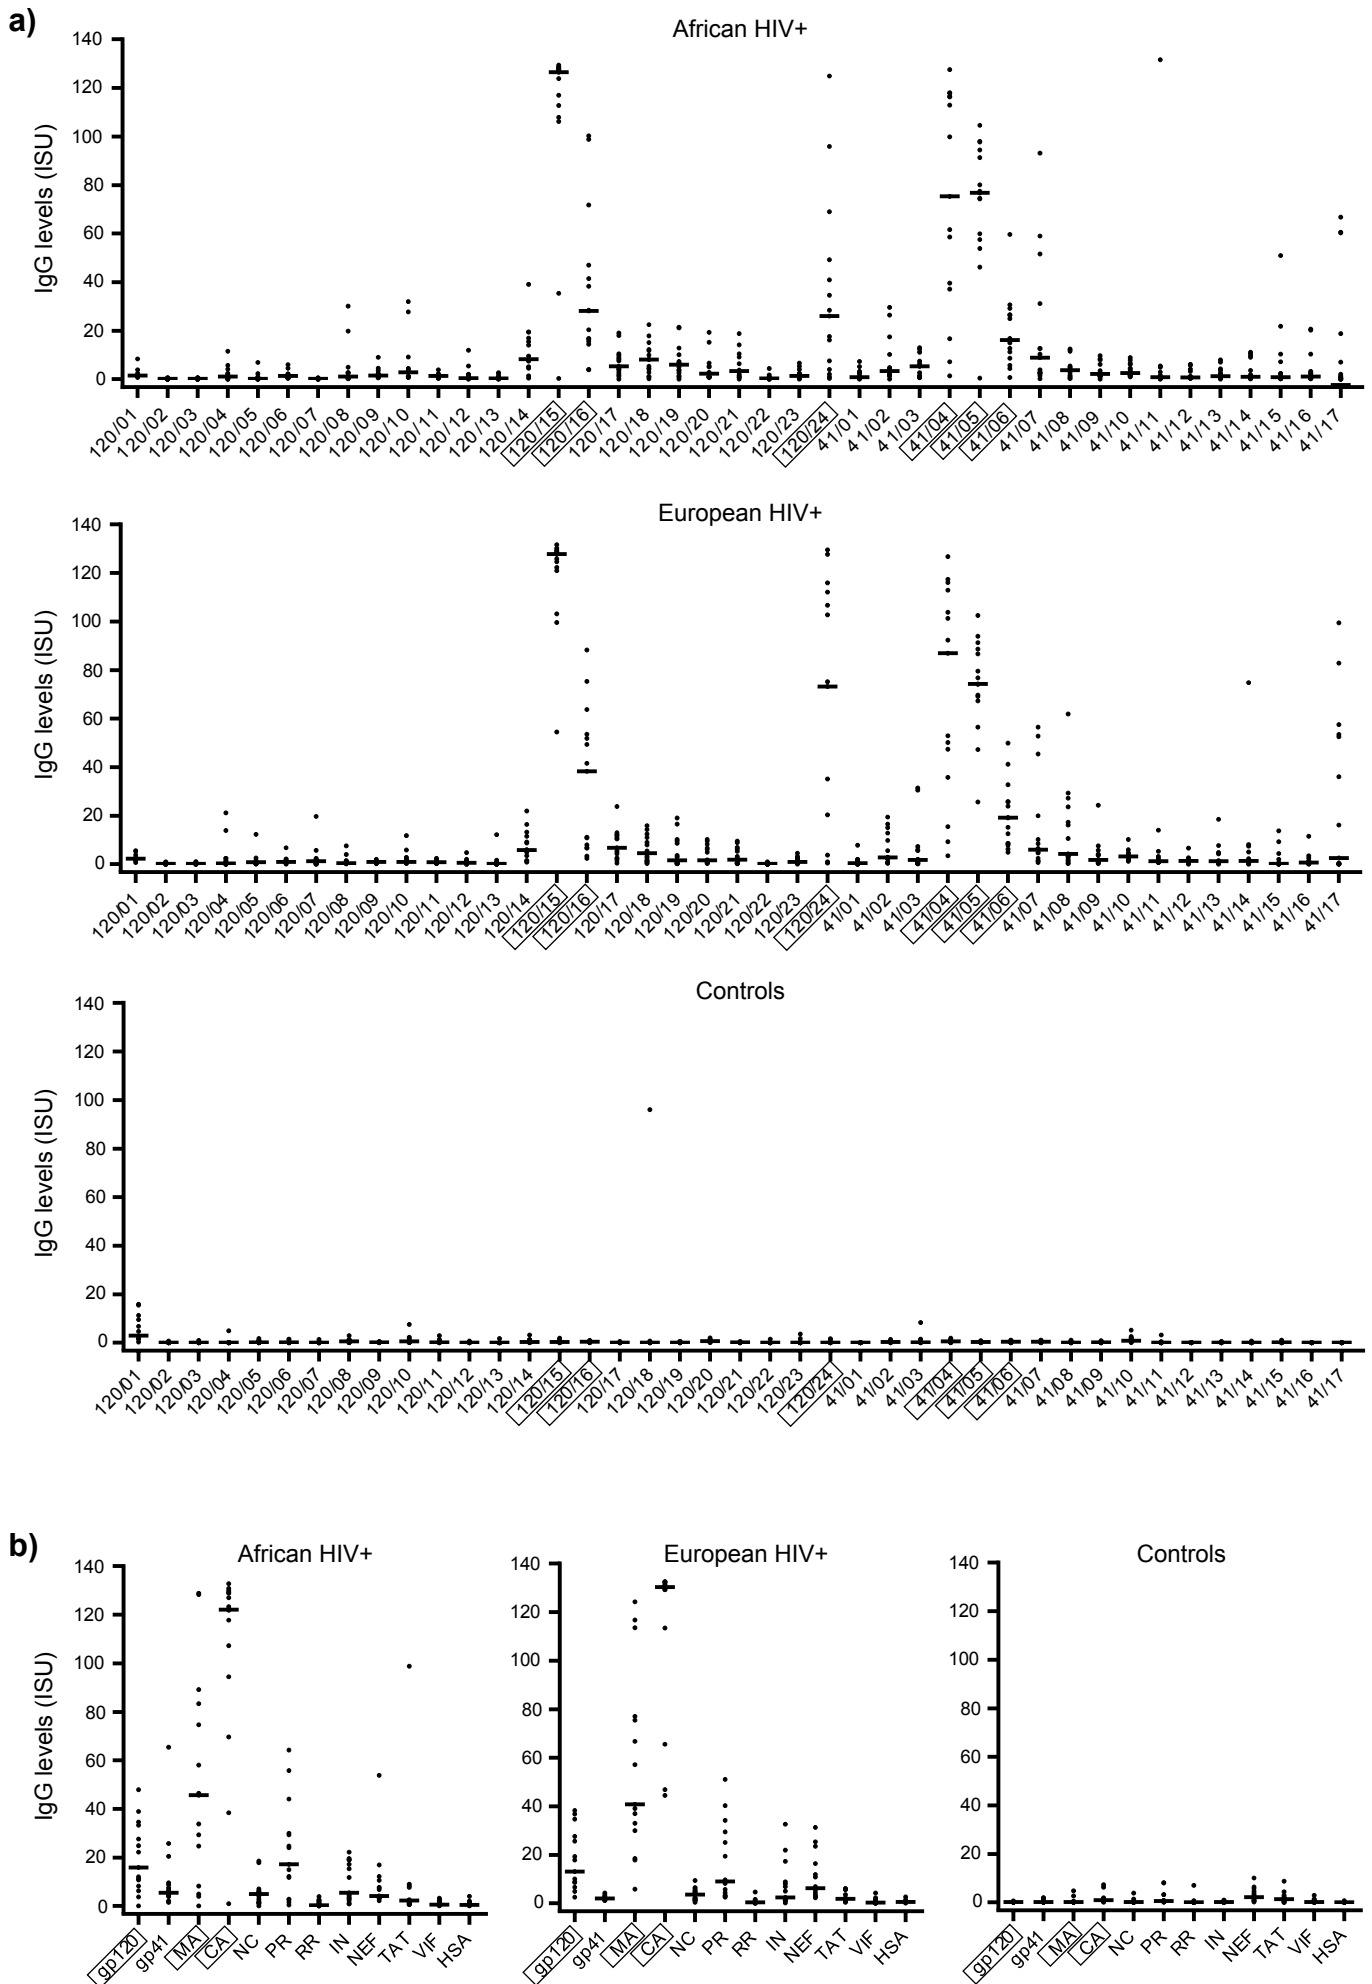 a)
African HIV+
IgG levels (ISU)
140
120
100
80
60
40
20
0
120/01 120/02 120/03 120/04 120/05 120/06 120/07 120/08 120/09 120/10 120/11 120/12 120/13 120/14 120/15 120/16 120/17 120/18 120/19 120/20 120/21 120/22 120/23 120/24 41/01 41/02 41/03 41/04 41/05 41/06 41/07 41/08 41/09 41/10 41/11 41/12 41/13 41/14 41/15 41/16 41/17
European HIV+
IgG levels (ISU)
140
120
100
80
60
40
20
0
120/01 120/02 120/03 120/04 120/05 120/06 120/07 120/08 120/09 120/10 120/11 120/12 120/13 120/14 120/15 120/16 120/17 120/18 120/19 120/20 120/21 120/22 120/23 120/24 41/01 41/02 41/03 41/04 41/05 41/06 41/07 41/08 41/09 41/10 41/11 41/12 41/13 41/14 41/15 41/16 41/17
Controls
IgG levels (ISU)
140
120
100
80
60
40
20
0
120/01 120/02 120/03 120/04 120/05 120/06 120/07 120/08 120/09 120/10 120/11 120/12 120/13 120/14 120/15 120/16 120/17 120/18 120/19 120/20 120/21 120/22 120/23 120/24 41/01 41/02 41/03 41/04 41/05 41/06 41/07 41/08 41/09 41/10 41/11 41/12 41/13 41/14 41/15 41/16 41/17
b)
African HIV+
IgG levels (ISU)
140
120
100
80
60
40
20
0
gp120 gp41 MA CA NC PR RR IN NEF TAT VIF HSA
European HIV+
140
120
100
80
60
40
20
0
gp120 gp41 MA CA NC PR RR IN NEF TAT VIF HSA
Controls
140
120
100
80
60
40
20
0
gp120 gp41 MA CA NC PR RR IN NEF TAT VIF HSA